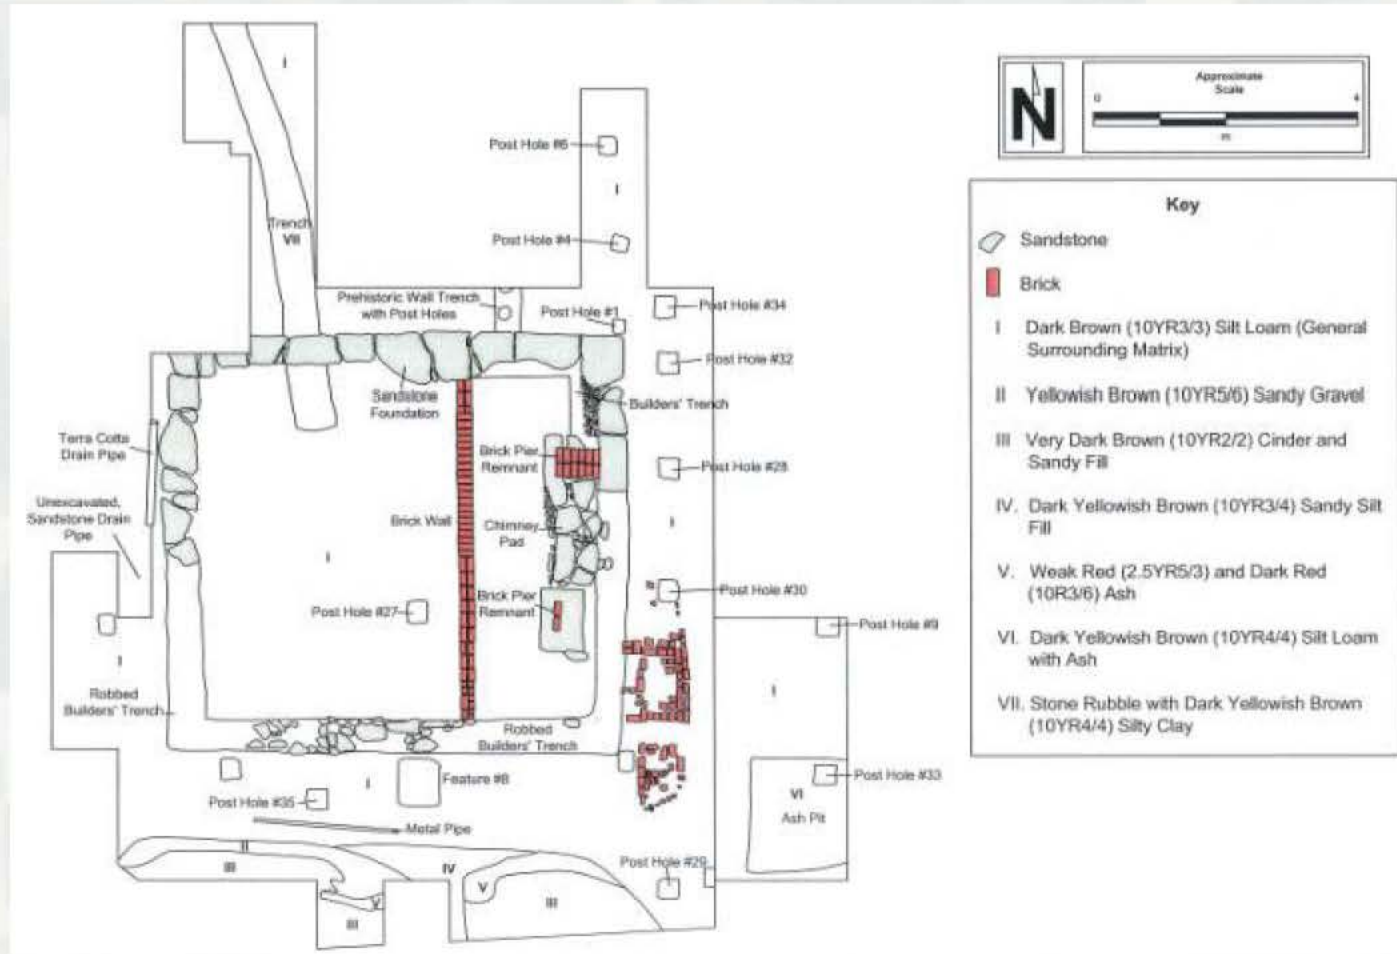 I
Post Hole #6
I
Trench
VII
Post Hole #4
Prehistoric Wall Trench
with Post Holes
Post Hole #1
Post Hole #34
Post Hole #32
Sandstone
Foundation
Builders' Trench
Terra Cotta
Drain Pipe
Brick Pier
Remnant
Post Hole #28
Unexcavated,
Sandstone Drain
Pipe
Brick Wall
Chimney
Pad
I
I
Post Hole #27
Brick Pier
Remnant
Post Hole #30
Post Hole #9
I
I
Robbed
Builders' Trench
Robbed
Builders' Trench
I
Feature #8
Post Hole #35
Post Hole #33
VI
Ash Pit
Metal Pipe
II
III
IV
V
Post Hole #29
V
III
III
N
Approximate
Scale
0
4
m
Key
Sandstone
Brick
I Dark Brown (10YR3/3) Silt Loam (General
Surrounding Matrix)
II Yellowish Brown (10YR5/6) Sandy Gravel
III Very Dark Brown (10YR2/2) Cinder and
Sandy Fill
IV. Dark Yellowish Brown (10YR3/4) Sandy Silt
Fill
V. Weak Red (2.5YR5/3) and Dark Red
(10R3/6) Ash
VI. Dark Yellowish Brown (10YR4/4) Silt Loam
with Ash
VII. Stone Rubble with Dark Yellowish Brown
(10YR4/4) Silty Clay